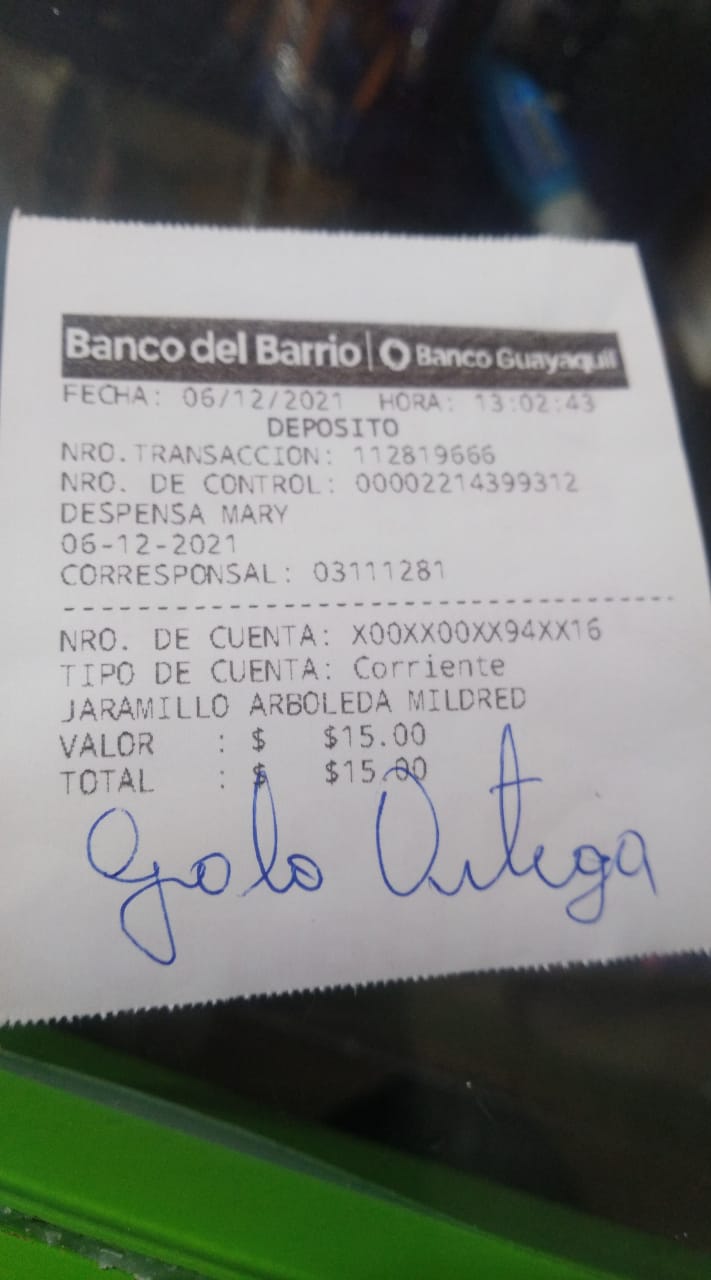 Banco del Barrio | Banco Guayaquil
FECHA: 06/12/2021 HORA: 13:02:43
DEPOSITO
NRO.TRANSACCION: 112819666
NRO. DE CONTROL: 00002214399312
DESPENSA MARY
06-12-2021
CORRESPONSAL: 03111281
NRO. DE CUENTA: X00XX00XX94XX16
TIPO DE CUENTA: Corriente
JARAMILLO ARBOLEDA MILDRED
VALOR : $ $15.00
TOTAL : $ $15.00
Galo Ortega